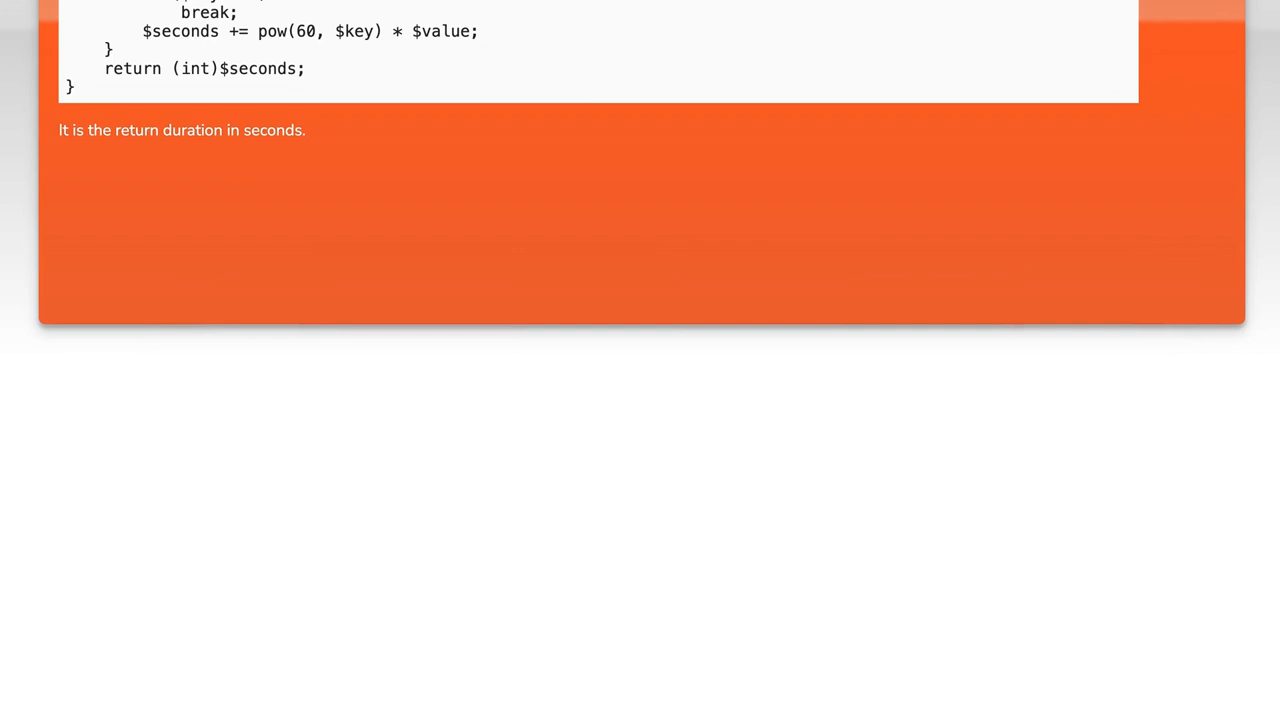 break;
$seconds += pow(60, $key) * $value;
}
return (int)$seconds;
}
It is the return duration in seconds.